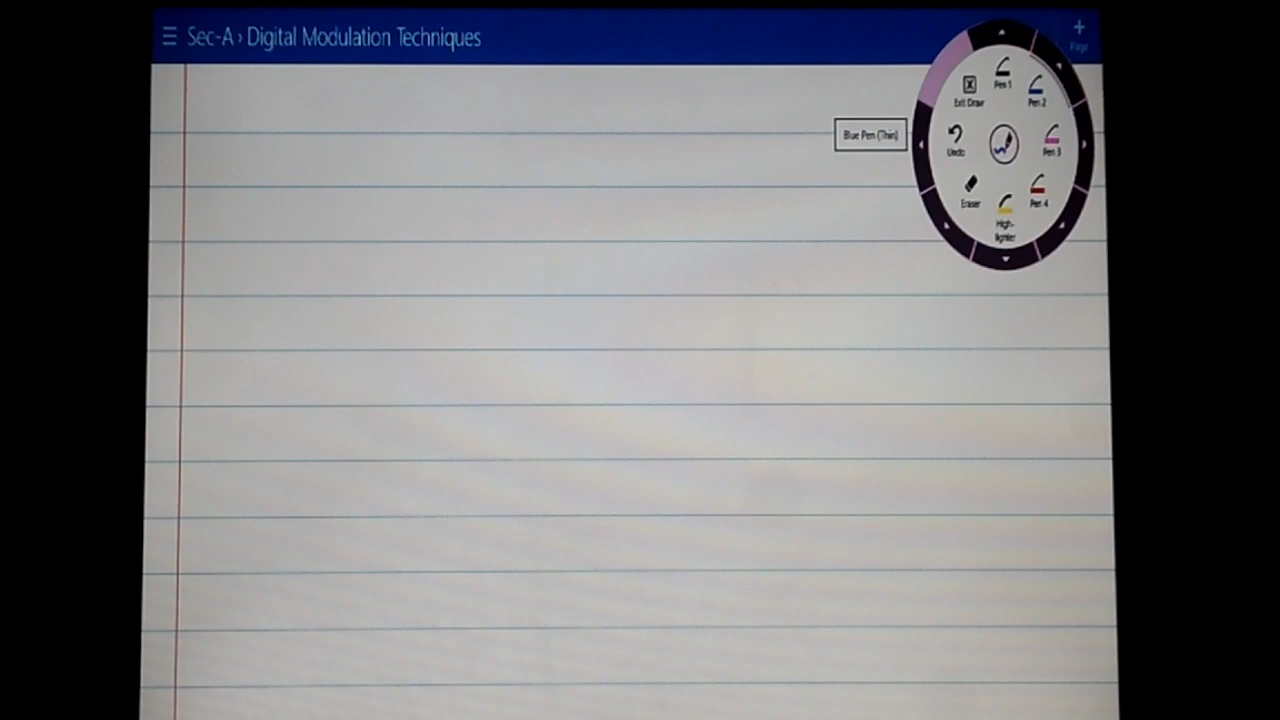 Sec-A › Digital Modulation Techniques
+
Page
Pen 1
Exit Draw
Pen 2
Blue Pen (Thin)
Undo
Pen 3
Eraser
Pen 4
High-
lighter